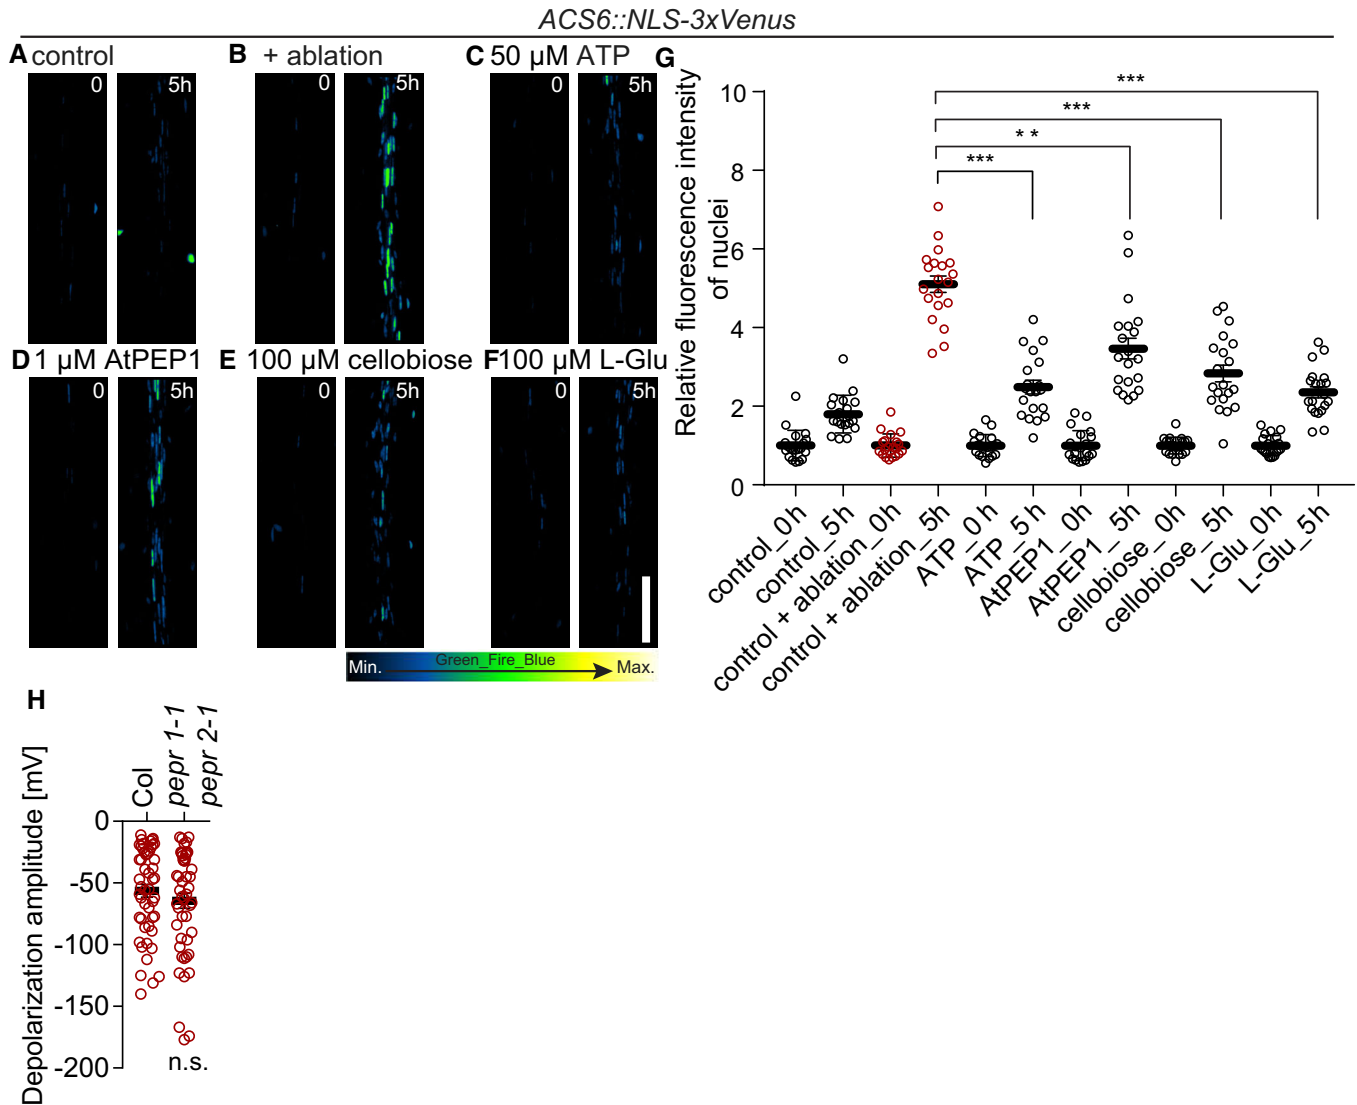 ACS6::NLS-3xVenus
A control
B + ablation
C 50 µM ATP
0 5h
0 5h
0 5h
D 1 µM AtPEP1
E 100 µM cellobiose
F 100 µM L-Glu
0 5h
0 5h
0 5h
Min. Green_Fire_Blue Max.
G
Relative fluorescence intensity
of nuclei
10
8
6
4
2
0
***
***
* *
***
control_0h
control_5h
control + ablation_0h
control + ablation_5h
ATP_0 h
ATP_5 h
AtPEP1_0h
AtPEP1_5h
cellobiose_0h
cellobiose_5h
L-Glu_0h
L-Glu_5h
H
Depolarization amplitude [mV]
Col
pepr 1-1
pepr 2-1
0
-50
-100
-150
-200
n.s.